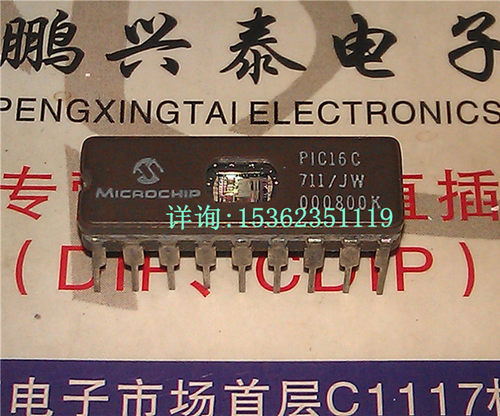 鹏兴泰电子
PENGXINGTAI ELECTRONICS
PIC16C
711/JW
000800K
MICROCHIP
详询:15362351119
专 直插
(DIP、CDIP)
电子市场首层C1117